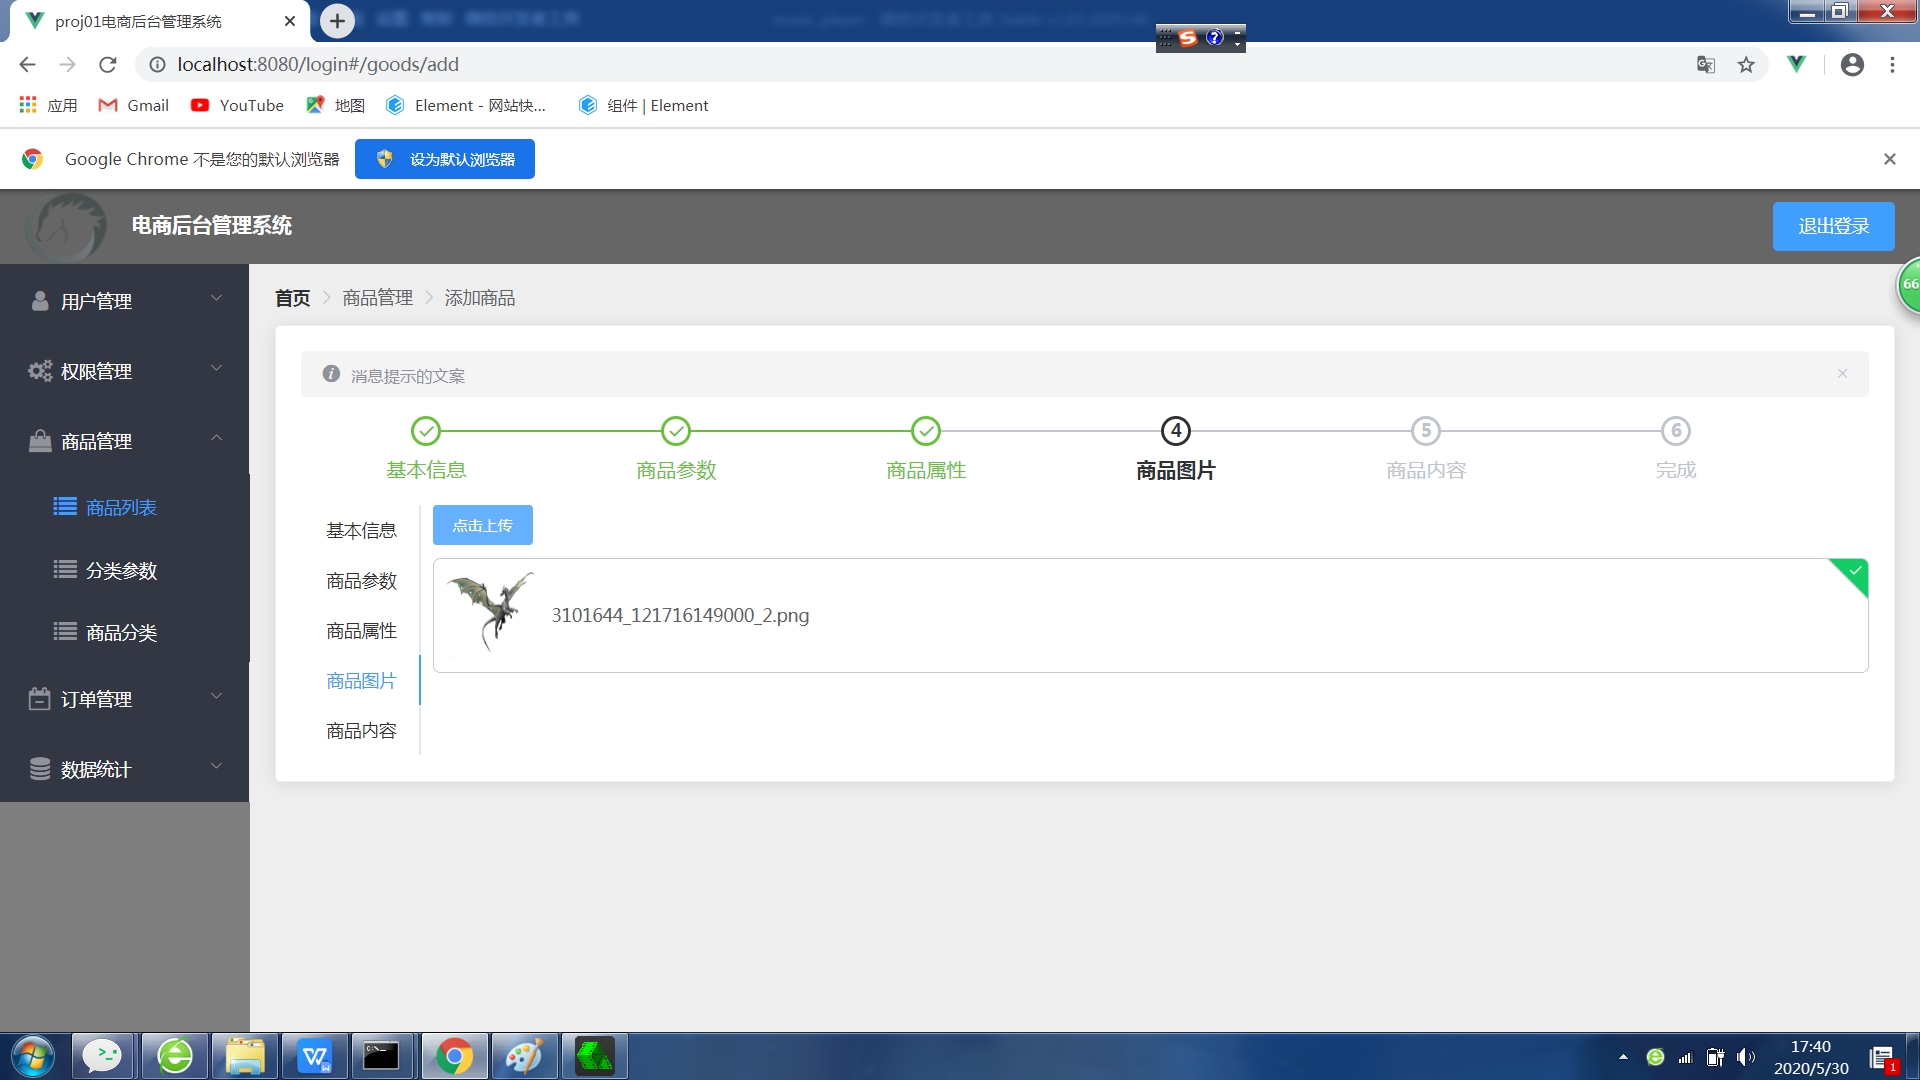 proj01电商后台管理系统
localhost:8080/login#/goods/add
应用
Gmail
YouTube
地图
Element - 网站快...
组件 | Element
Google Chrome 不是您的默认浏览器
设为默认浏览器
电商后台管理系统
退出登录
66
用户管理
权限管理
商品管理
商品列表
分类参数
商品分类
订单管理
数据统计
首页
商品管理
添加商品
消息提示的文案
4
5
6
基本信息
商品参数
商品属性
商品图片
商品内容
完成
基本信息
商品参数
商品属性
商品图片
商品内容
点击上传
3101644_121716149000_2.png
17:40
2020/5/30
1